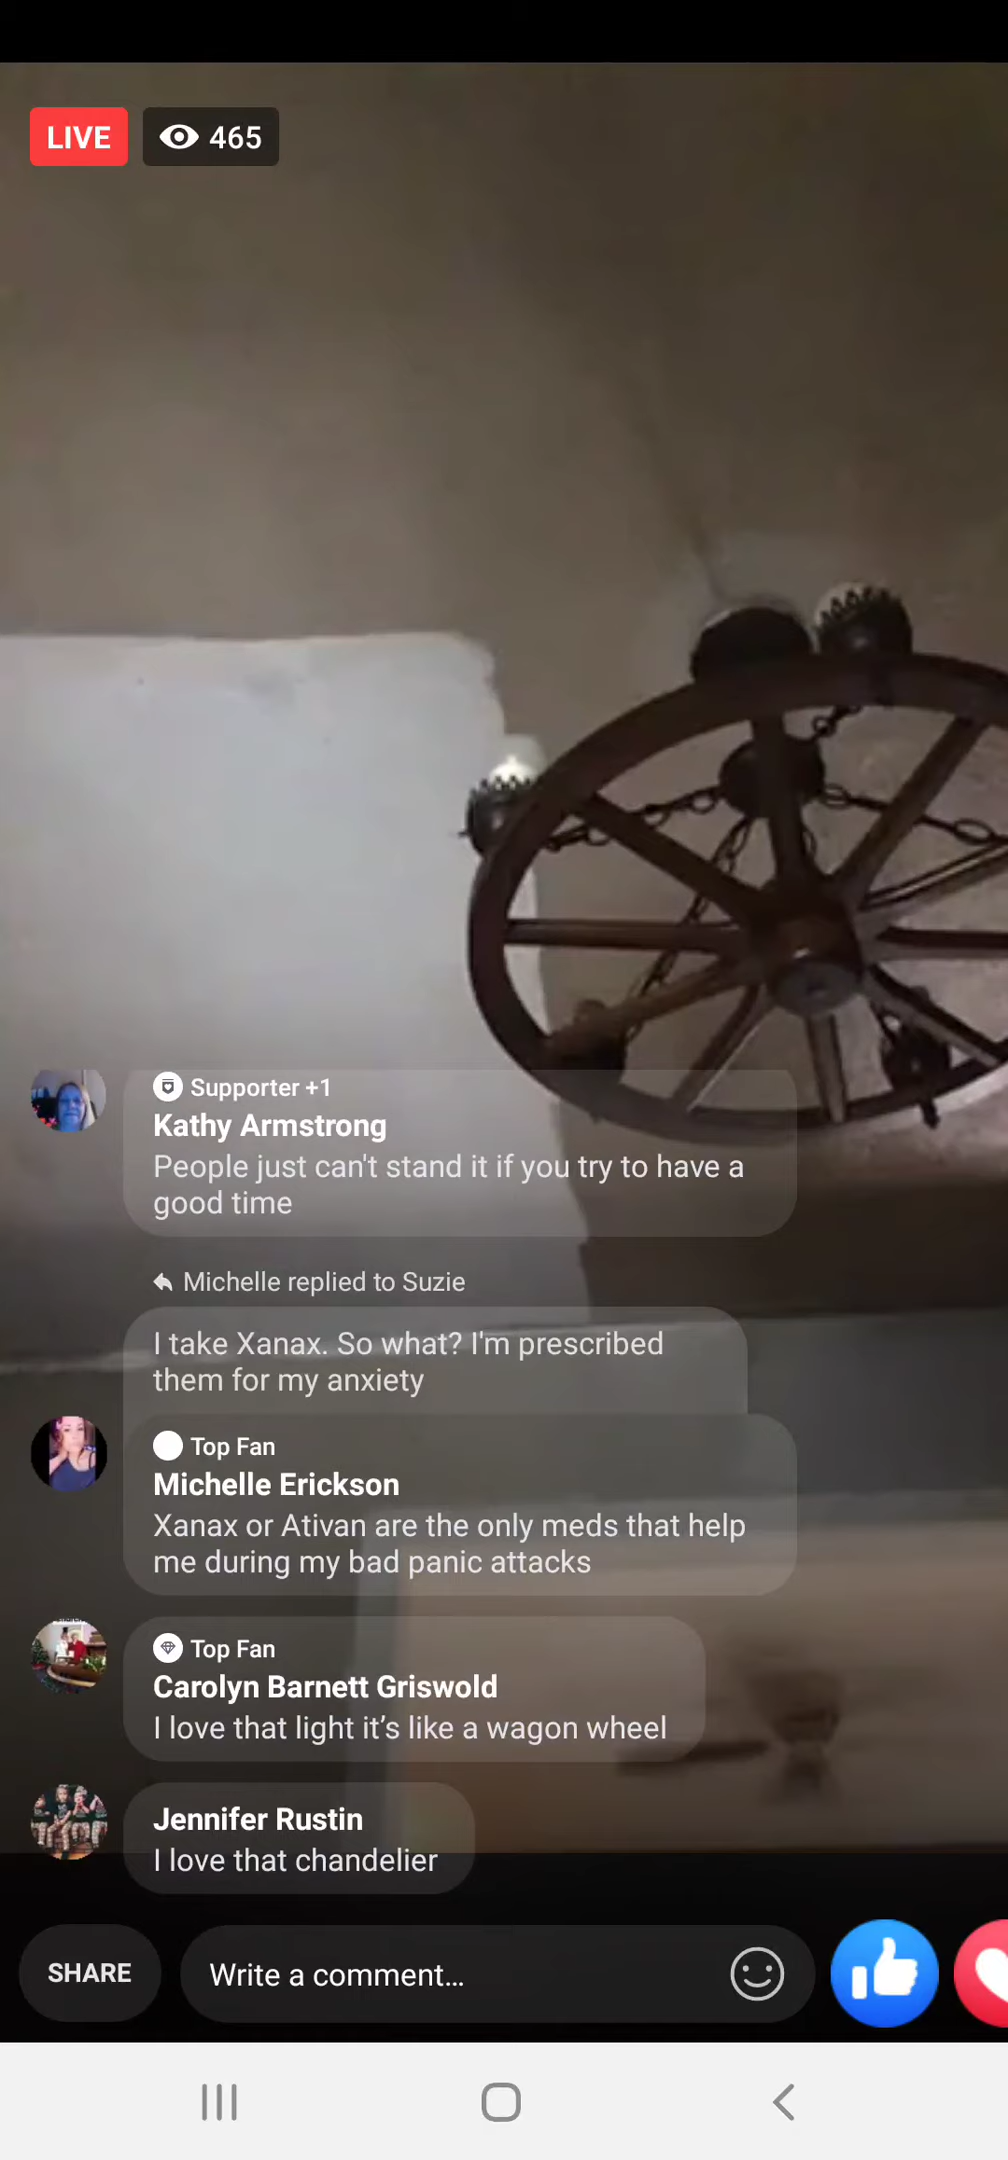 LIVE 465
Supporter +1
Kathy Armstrong
People just can't stand it if you try to have a
good time
Michelle replied to Suzie
I take Xanax. So what? I'm prescribed
them for my anxiety
Top Fan
Michelle Erickson
Xanax or Ativan are the only meds that help
me during my bad panic attacks
Top Fan
Carolyn Barnett Griswold
I love that light it’s like a wagon wheel
Jennifer Rustin
I love that chandelier
SHARE Write a comment...